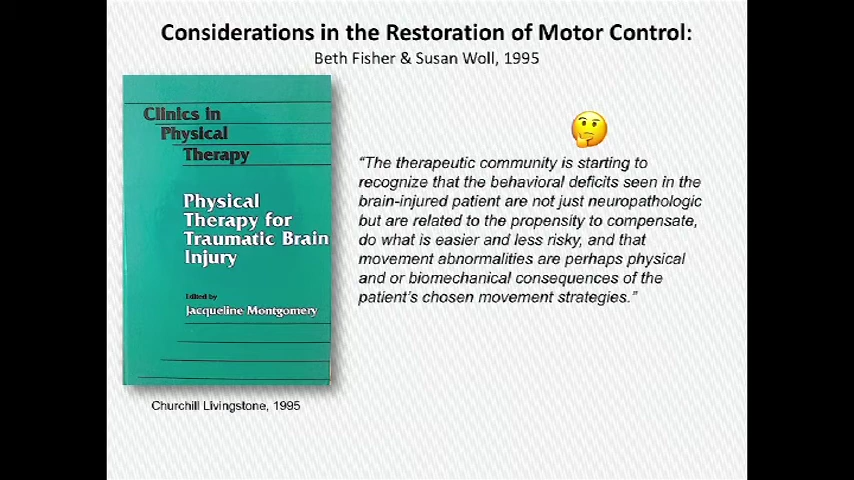 Considerations in the Restoration of Motor Control:
Beth Fisher & Susan Woll, 1995
Clinics in
Physical
Therapy
Physical
Therapy for
Traumatic Brain
Injury
Edited by
Jacqueline Montgomery
Churchill Livingstone, 1995
“The therapeutic community is starting to
recognize that the behavioral deficits seen in the
brain-injured patient are not just neuropathologic
but are related to the propensity to compensate,
do what is easier and less risky, and that
movement abnormalities are perhaps physical
and or biomechanical consequences of the
patient’s chosen movement strategies.”